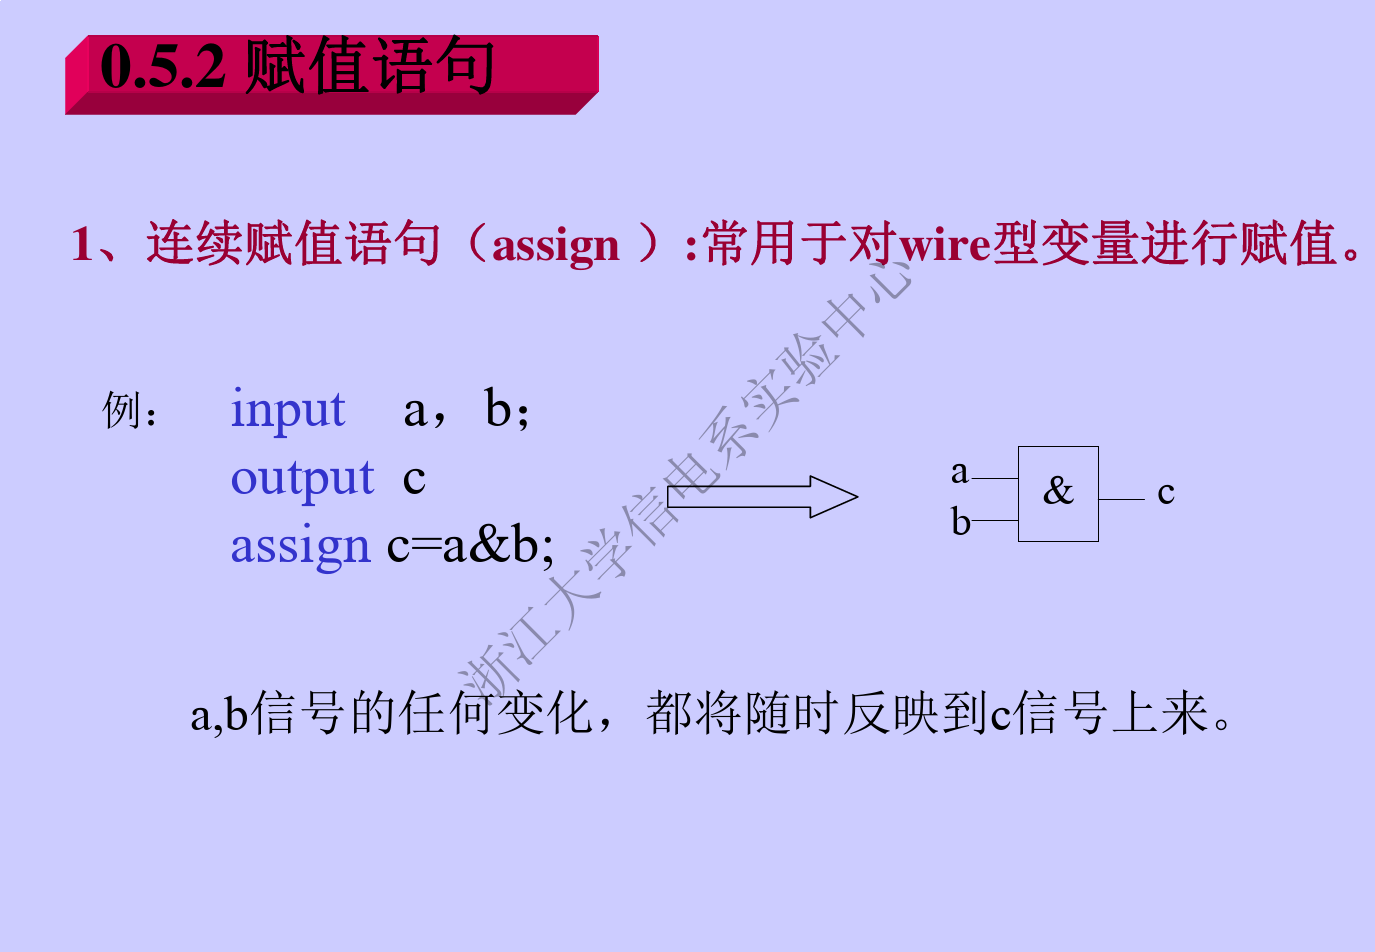 0.5.2 赋值语句
1、连续赋值语句（assign ）:常用于对wire型变量进行赋值。
例： input a，b；
output c
assign c=a&b;
a
b
&
c
a,b信号的任何变化，都将随时反映到c信号上来。
浙江大学信电系实验中心